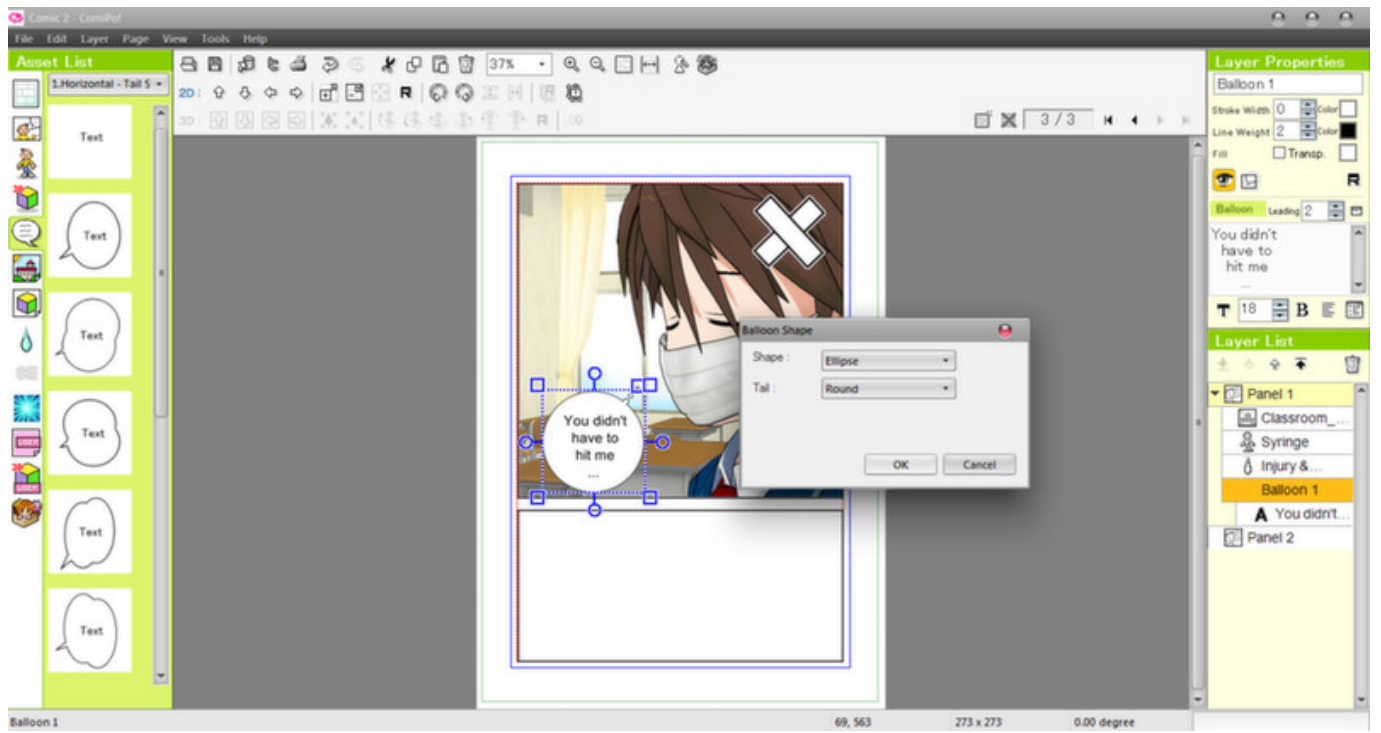 Comic 2 - ComiPo!
File Edit Layer Page View Tools Help
Asset List
1.Horizontal - Tail S
Text
Text
Text
Text
Text
Text
37%
2D:
3D:
3 / 3
You didn't
have to
hit me
...
Balloon Shape
Shape :
Ellipse
Tail :
Round
OK
Cancel
Layer Properties
Balloon 1
Stroke Width 0 Color
Line Weight 2 Color
Fill Transp.
R
Balloon Leading 2
You didn't
have to
hit me
...
T 18 B
Layer List
Panel 1
Classroom_...
Syringe
Injury &...
Balloon 1
A You didn't...
Panel 2
USER
3D
USER
Balloon 1
69, 563
273 x 273
0.00 degree